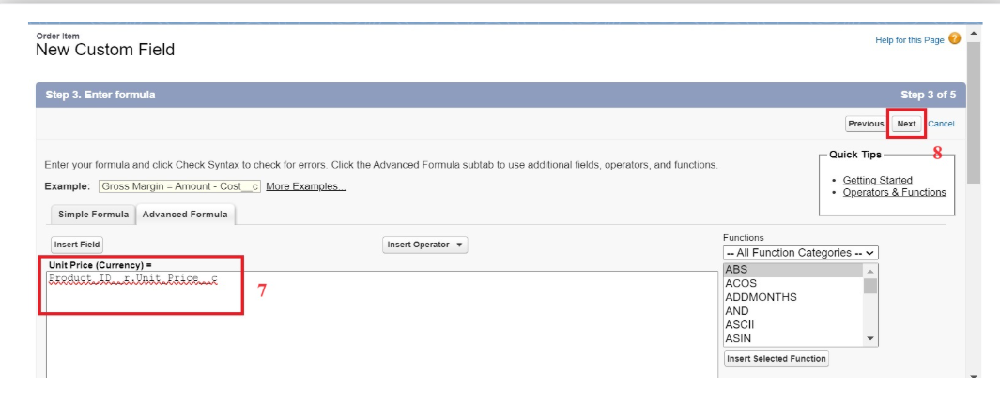 Order Item
New Custom Field
Help for this Page
Step 3. Enter formula
Step 3 of 5
Previous
Next
Cancel
8
Quick Tips
Getting Started
Operators & Functions
Enter your formula and click Check Syntax to check for errors. Click the Advanced Formula subtab to use additional fields, operators, and functions.
Example: Gross Margin = Amount - Cost__c More Examples...
Simple Formula
Advanced Formula
Insert Field
Insert Operator
Functions
-- All Function Categories --
Unit Price (Currency) =
Product_ID__r.Unit_Price__c
7
ABS
ACOS
ADDMONTHS
AND
ASCII
ASIN
Insert Selected Function